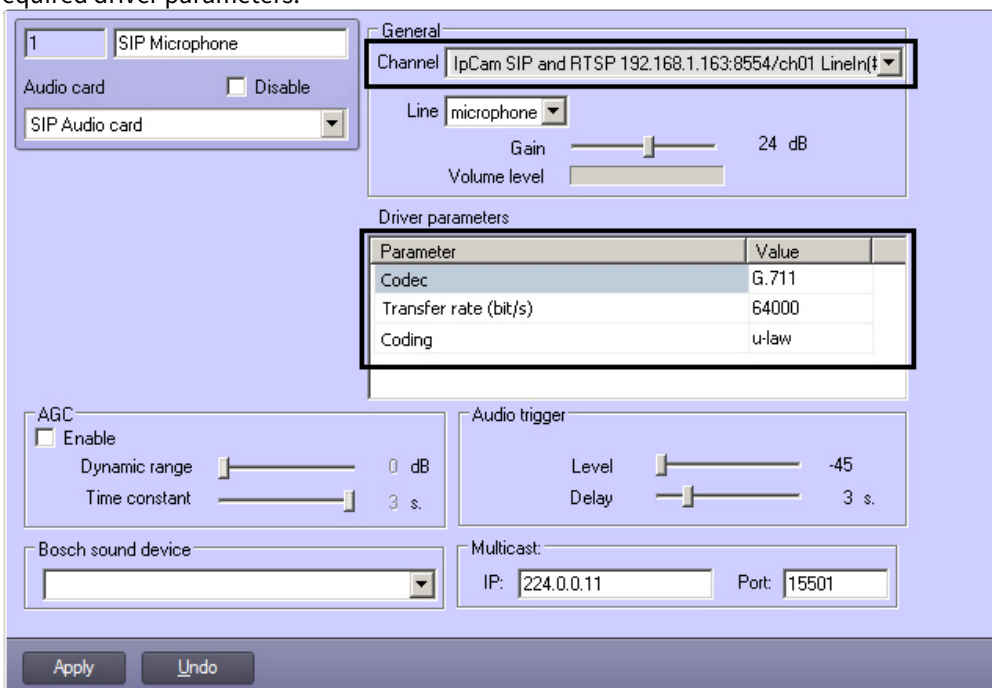 equired driver parameters.
1 SIP Microphone
Audio card Disable
SIP Audio card
General
Channel IpCam SIP and RTSP 192.168.1.163:8554/ch01 LineIn(
Line microphone
Gain 24 dB
Volume level
Driver parameters
Parameter Value
Codec G.711
Transfer rate (bit/s) 64000
Coding u-law
AGC
Enable
Dynamic range 0 dB
Time constant 3 s.
Audio trigger
Level -45
Delay 3 s.
Bosch sound device
Multicast:
IP: 224.0.0.11 Port: 15501
Apply Undo